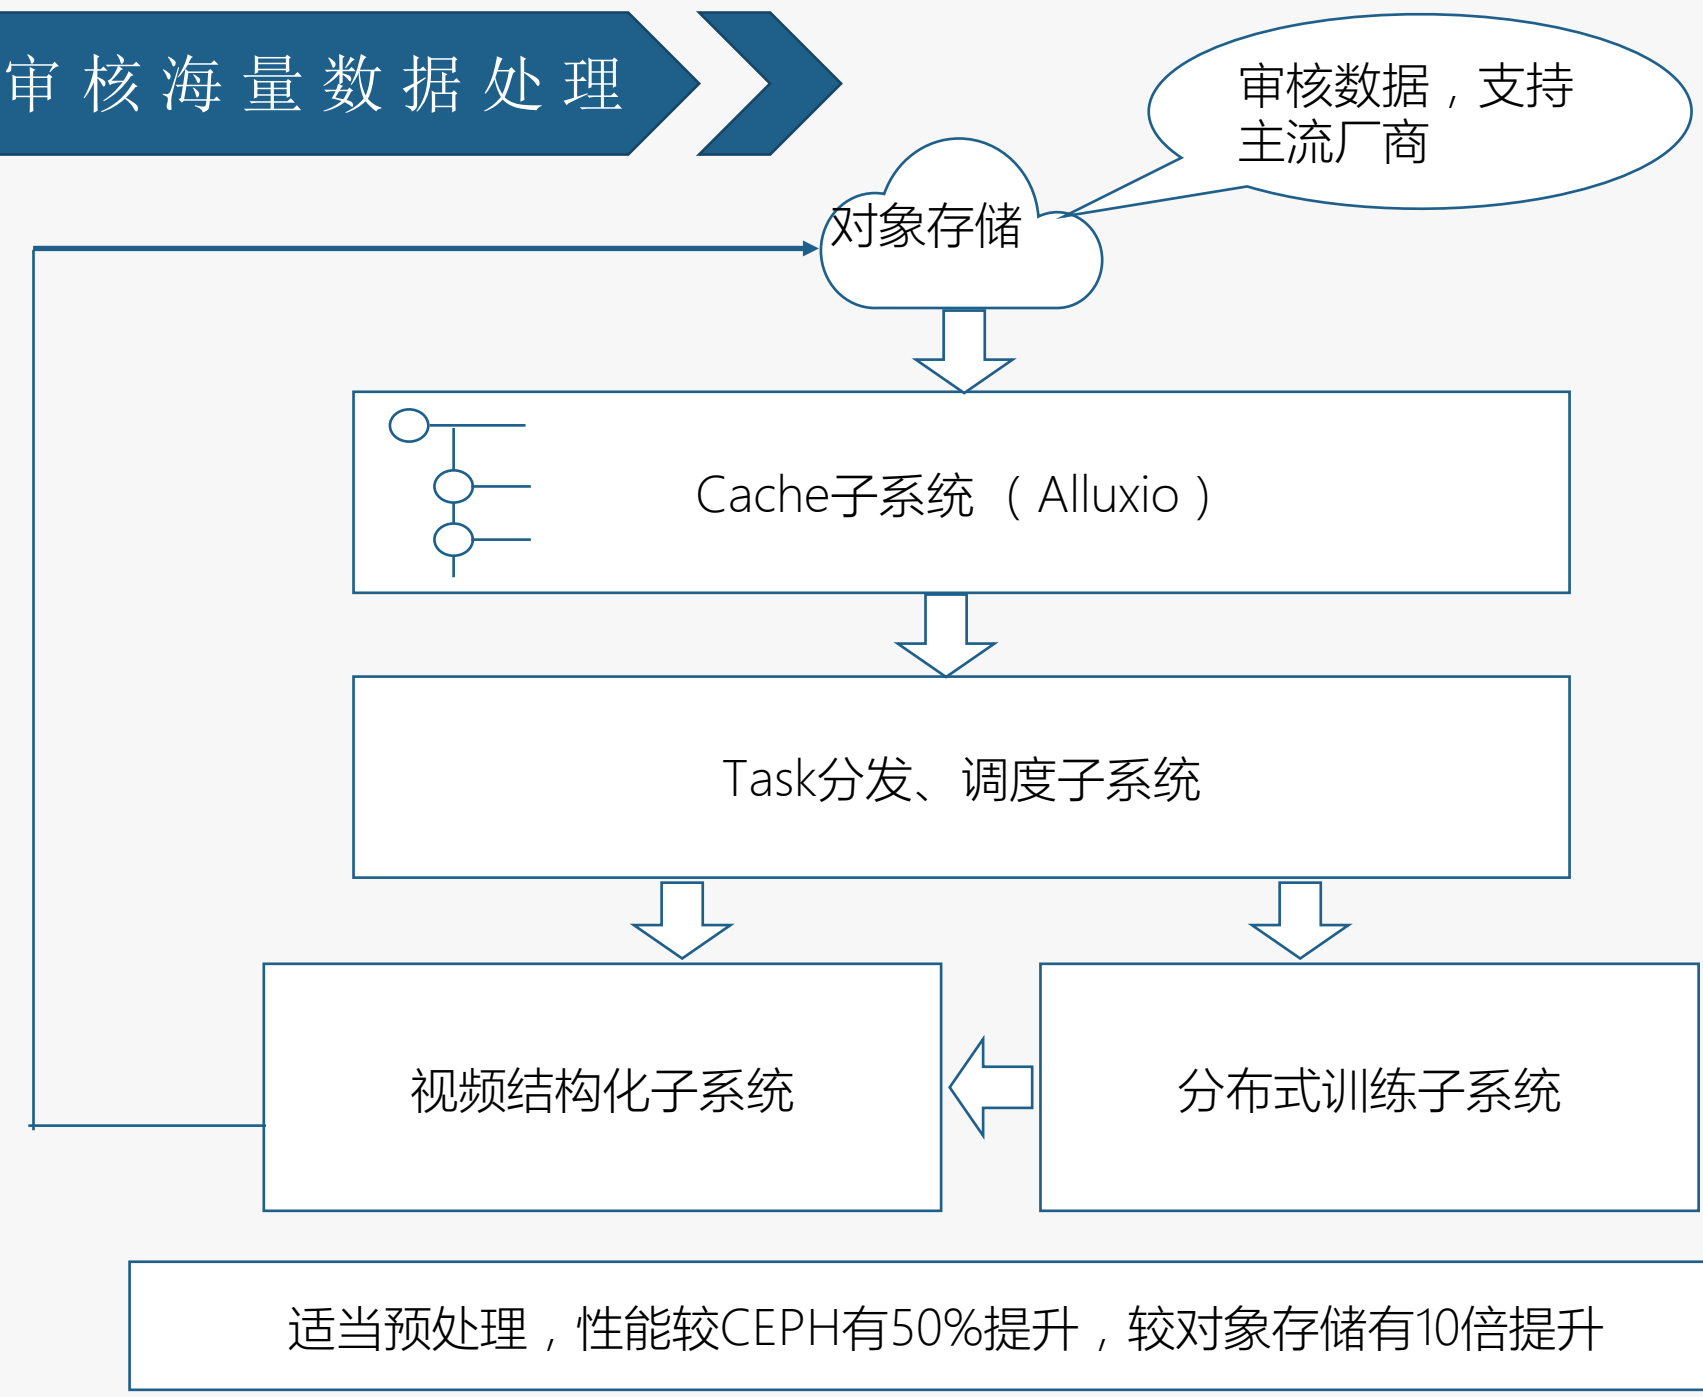 审核海量数据处理
审核数据，支持
主流厂商
对象存储
Cache子系统（Alluxio）
Task分发、调度子系统
视频结构化子系统
分布式训练子系统
适当预处理，性能较CEPH有50%提升，较对象存储有10倍提升